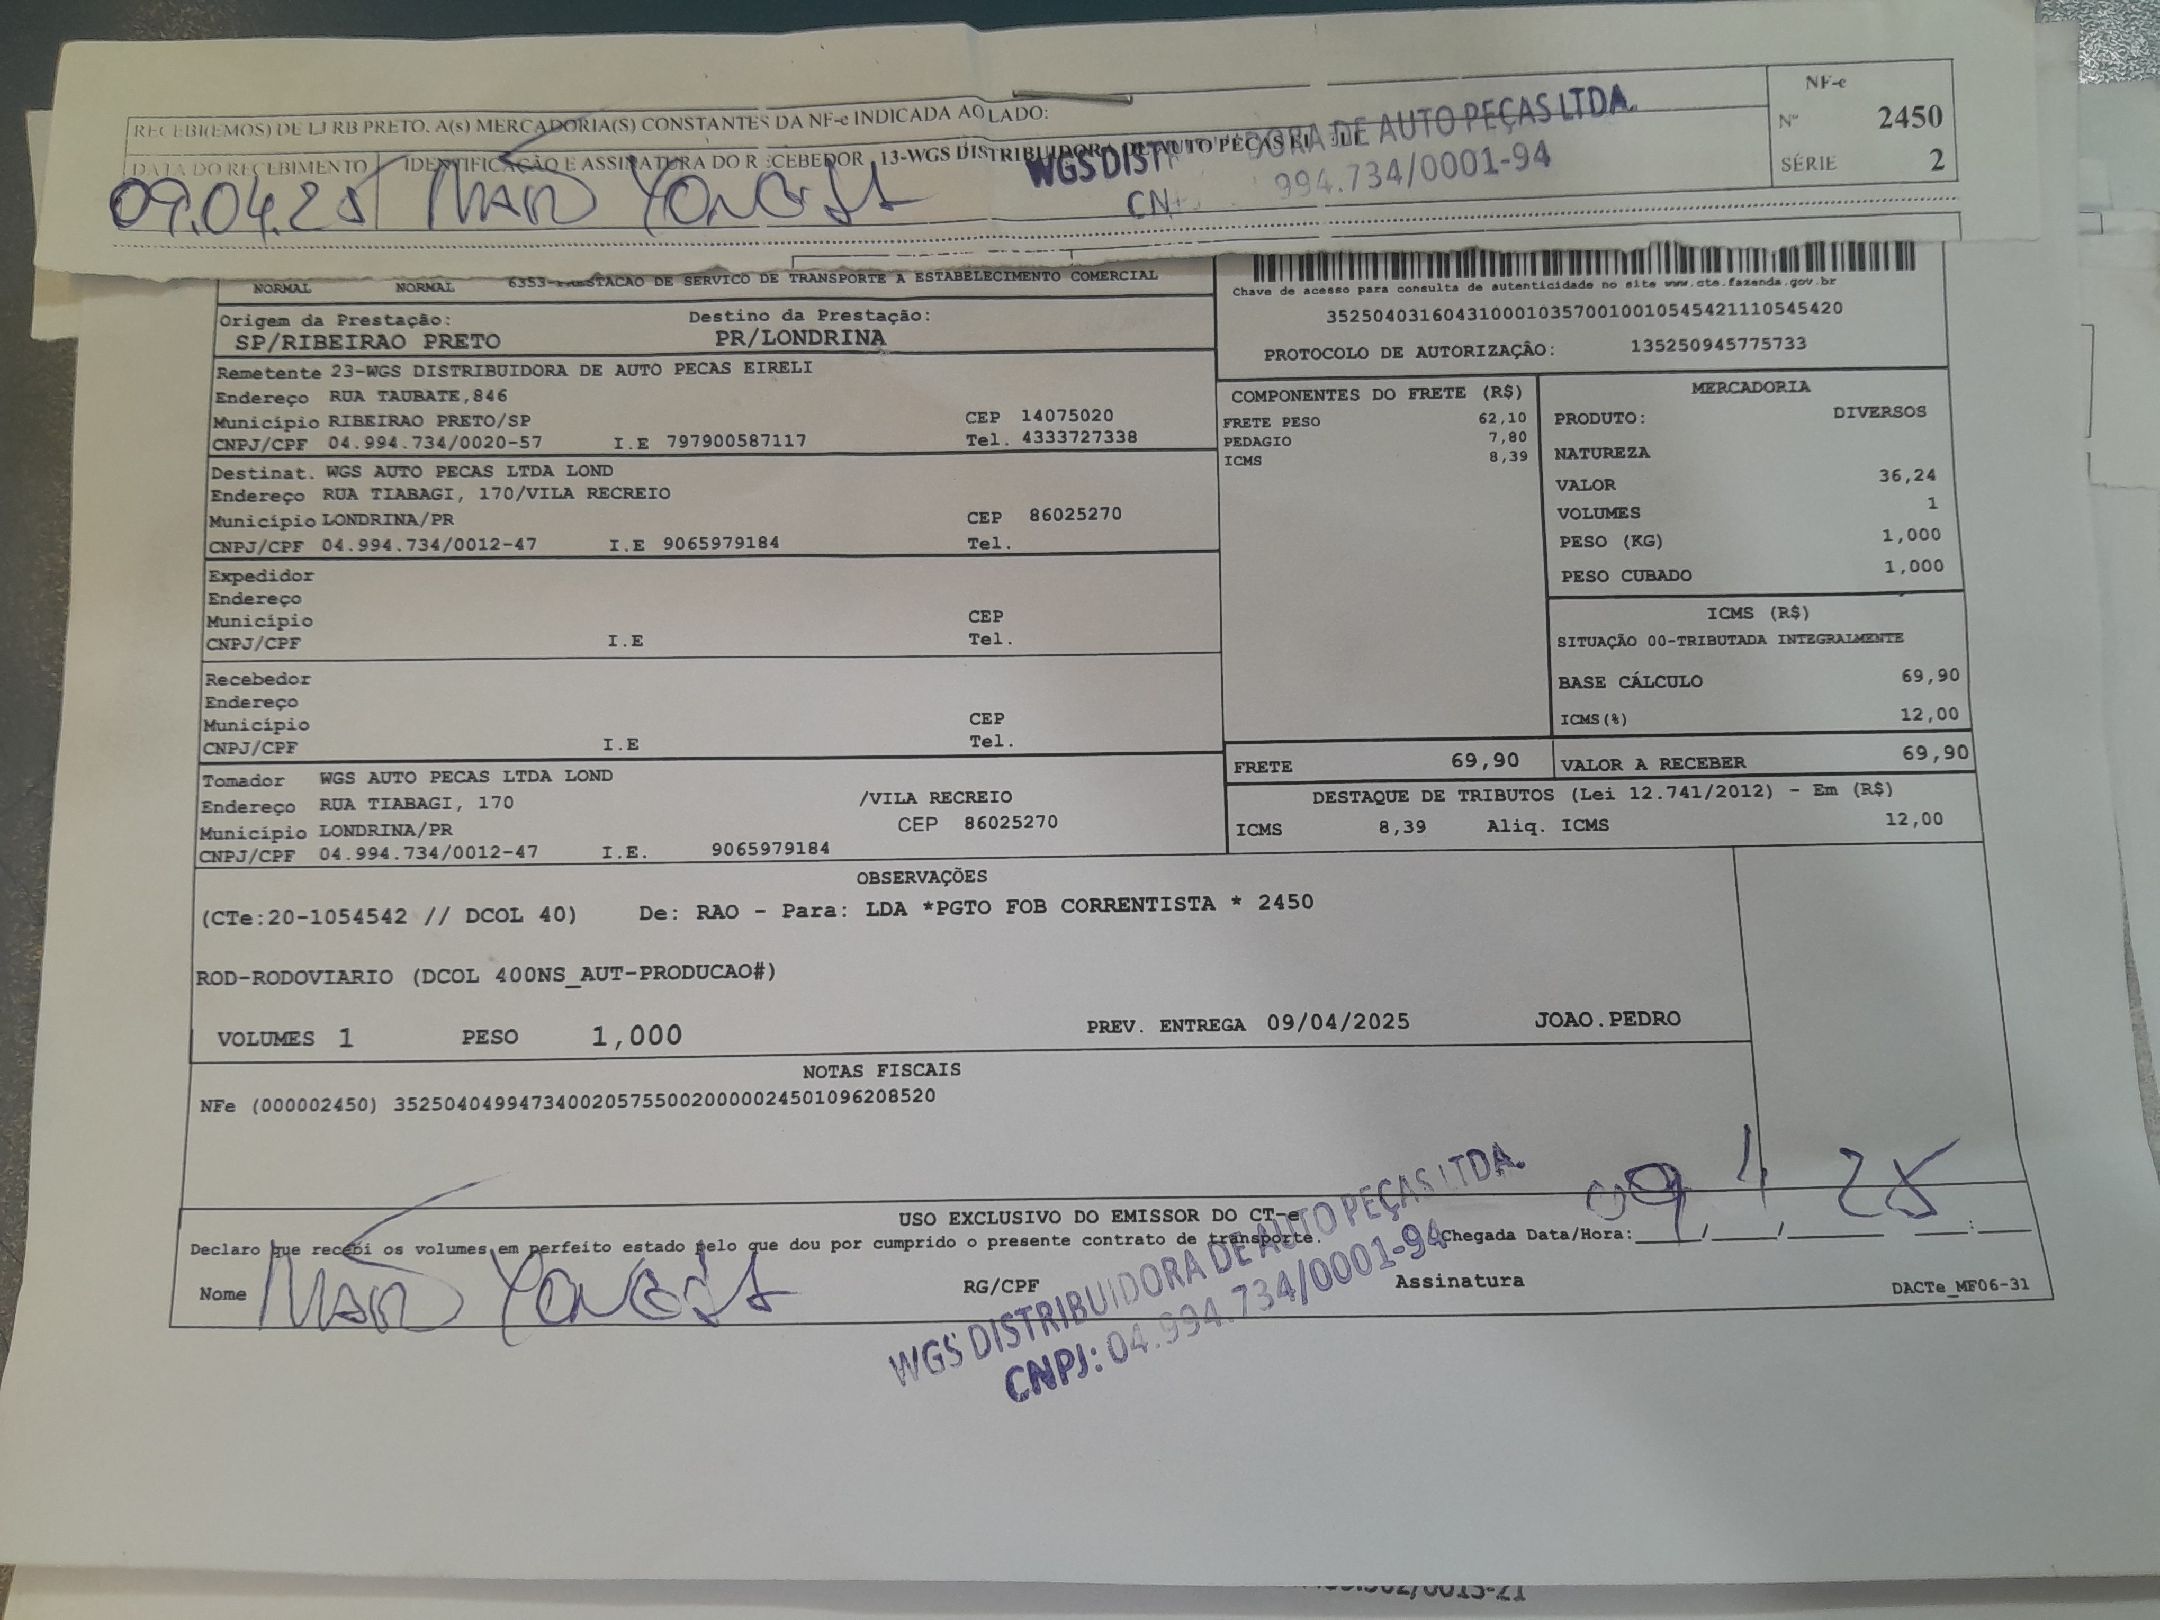 RECEBI(EMOS) DE LJ RB PRETO, A(s) MERCADORIA(S) CONSTANTES DA NF-e INDICADA AO LADO:
DATA DO RECEBIMENTO IDENTIFICAÇÃO E ASSINATURA DO RECEBEDOR 13-WGS DISTRIBUIDORA DE AUTO PEÇAS
WGS DIST DORA DE AUTO PEÇAS LTDA.
CN 994.734/0001-94
NF-e
Nº 2450
SÉRIE 2
09.04.25
NORMAL NORMAL 6353- STACAO DE SERVICO DE TRANSPORTE A ESTABELECIMENTO COMERCIAL
Chave de acesso para consulta de autenticidade no site www.cte.fazenda.gov.br
35250403160431000103570010010545421110545420
PROTOCOLO DE AUTORIZAÇÃO: 135250945775733
Origem da Prestação: Destino da Prestação:
SP/RIBEIRAO PRETO PR/LONDRINA
Remetente 23-WGS DISTRIBUIDORA DE AUTO PECAS EIRELI
Endereço RUA TAUBATE,846
Município RIBEIRAO PRETO/SP CEP 14075020
CNPJ/CPF 04.994.734/0020-57 I.E 797900587117 Tel. 4333727338
Destinat. WGS AUTO PECAS LTDA LOND
Endereço RUA TIABAGI, 170/VILA RECREIO
Município LONDRINA/PR CEP 86025270
CNPJ/CPF 04.994.734/0012-47 I.E 9065979184 Tel.
Expedidor
Endereço
Município CEP
CNPJ/CPF I.E Tel.
Recebedor
Endereço
Município CEP
CNPJ/CPF I.E Tel.
Tomador WGS AUTO PECAS LTDA LOND
Endereço RUA TIABAGI, 170 /VILA RECREIO
Município LONDRINA/PR CEP 86025270
CNPJ/CPF 04.994.734/0012-47 I.E. 9065979184
COMPONENTES DO FRETE (R$)
FRETE PESO 62,10
PEDAGIO 7,80
ICMS 8,39
MERCADORIA
PRODUTO: DIVERSOS
NATUREZA
VALOR 36,24
VOLUMES 1
PESO (KG) 1,000
PESO CUBADO 1,000
ICMS (R$)
SITUAÇÃO 00-TRIBUTADA INTEGRALMENTE
BASE CÁLCULO 69,90
ICMS(%) 12,00
FRETE 69,90 VALOR A RECEBER 69,90
DESTAQUE DE TRIBUTOS (Lei 12.741/2012) - Em (R$)
ICMS 8,39 Aliq. ICMS 12,00
OBSERVAÇÕES
(CTe:20-1054542 // DCOL 40) De: RAO - Para: LDA *PGTO FOB CORRENTISTA * 2450
ROD-RODOVIARIO (DCOL 400NS_AUT-PRODUCAO#)
VOLUMES 1 PESO 1,000 PREV. ENTREGA 09/04/2025 JOAO.PEDRO
NOTAS FISCAIS
NFe (000002450) 35250404994734002057550020000024501096208520
USO EXCLUSIVO DO EMISSOR DO CT-e
Declaro que recebi os volumes em perfeito estado pelo que dou por cumprido o presente contrato de transporte. Chegada Data/Hora: 09/4/25
Nome RG/CPF Assinatura
DACTe_MF06-31
WGS DISTRIBUIDORA DE AUTO PEÇAS LTDA.
CNPJ: 04.994.734/0001-94